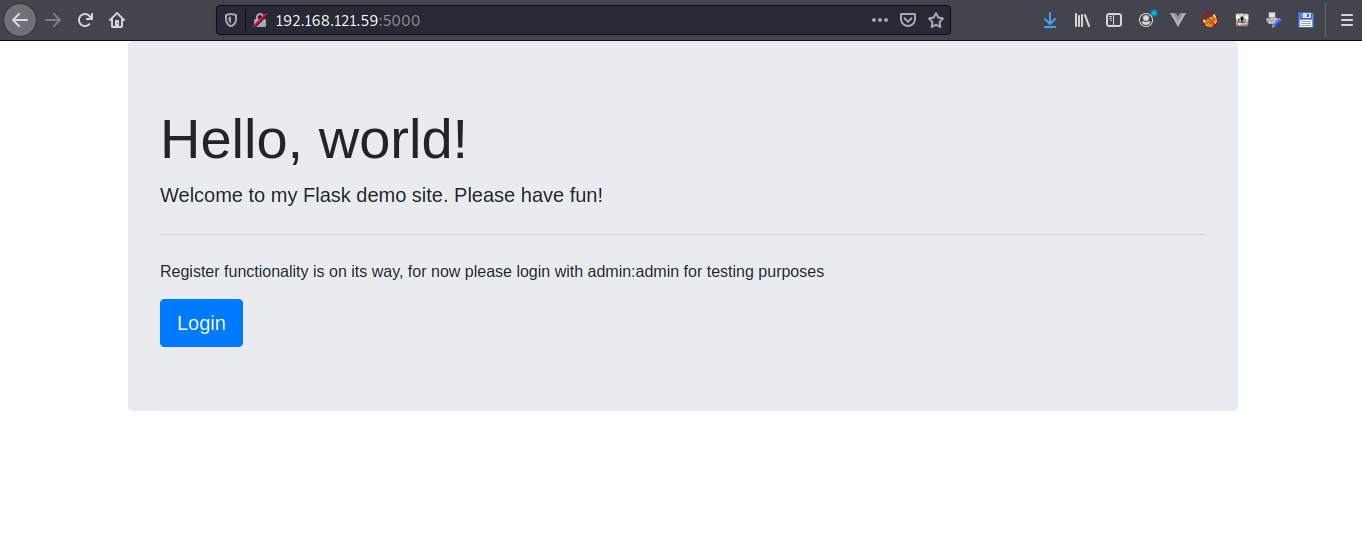 192.168.121.59:5000
Hello, world!
Welcome to my Flask demo site. Please have fun!
Register functionality is on its way, for now please login with admin:admin for testing purposes
Login